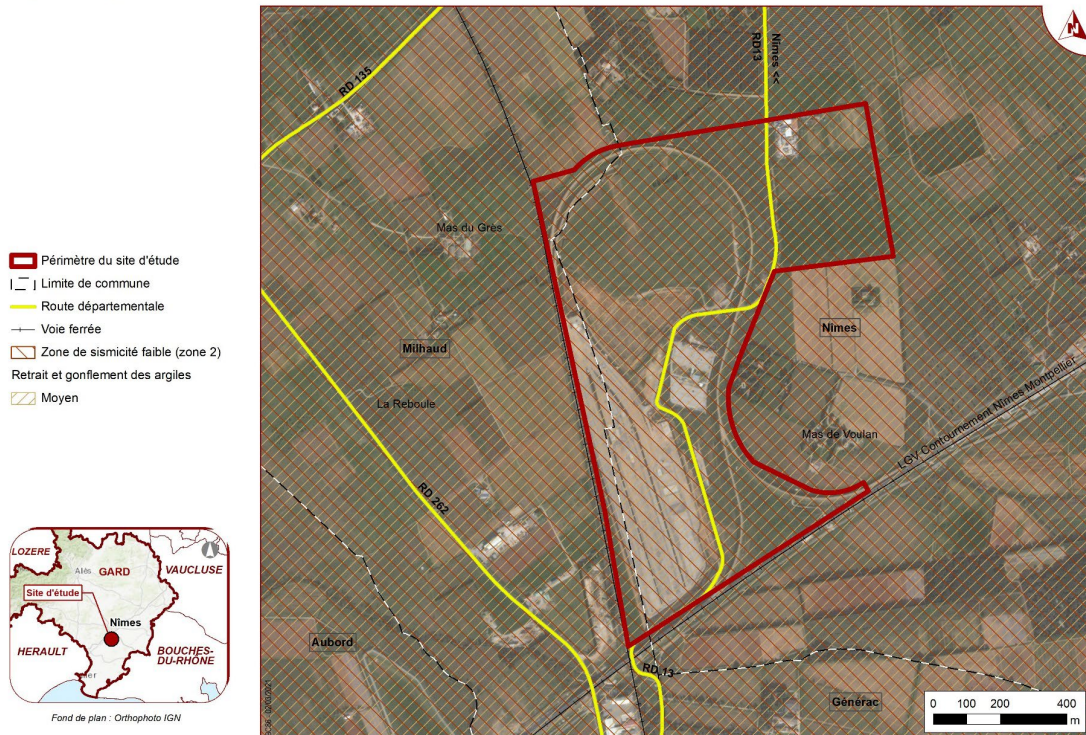 N
RD 135
Nîmes <<
RD13
Mas du Grès
Périmètre du site d'étude
Limite de commune
Route départementale
Voie ferrée
Zone de sismicité faible (zone 2)
Retrait et gonflement des argiles
Moyen
Nîmes
Milhaud
La Reboule
Mas de Voulan
LGV Contournement Nîmes Montpellier
RD 262
LOZERE
Alès
GARD
VAUCLUSE
Site d'étude
Nîmes
HERAULT
BOUCHES-
DU-RHÔNE
Aubord
RD 13
Générac
0 100 200 400
m
Fond de plan : Orthophoto IGN